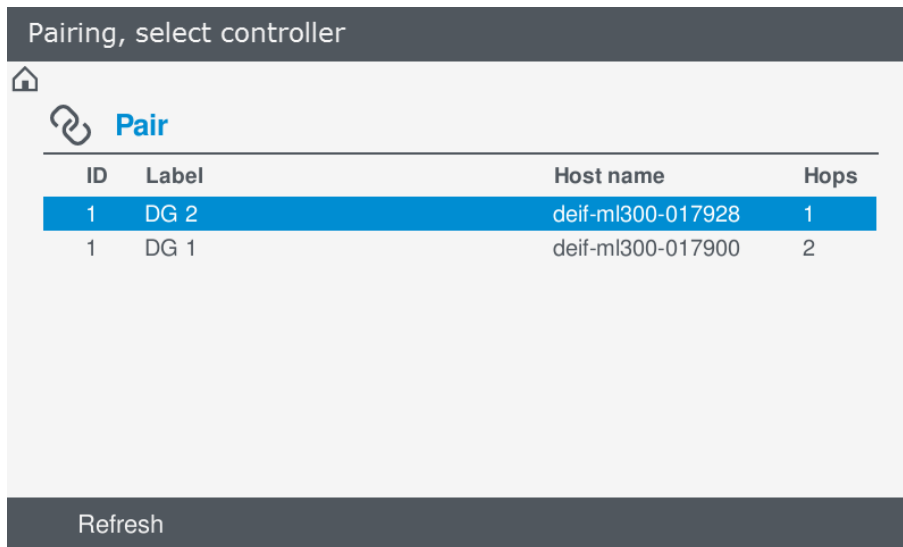 Pairing, select controller
Pair
ID Label Host name Hops
1 DG 2 deif-ml300-017928 1
1 DG 1 deif-ml300-017900 2
Refresh